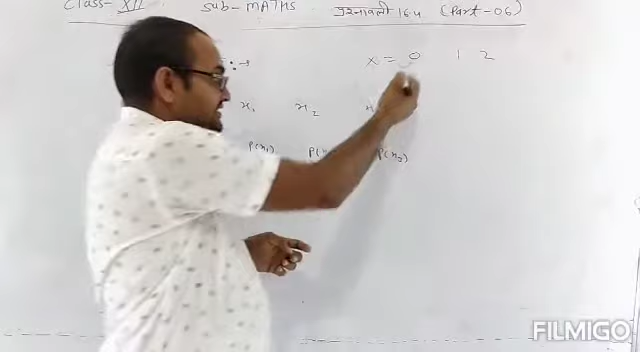 Class- XII Sub- MATHS प्रश्नावली 16.4 (Part-06)
x = 0 1 2
x₁ x₂
P(x₁) P(x₃)
FILMIGO